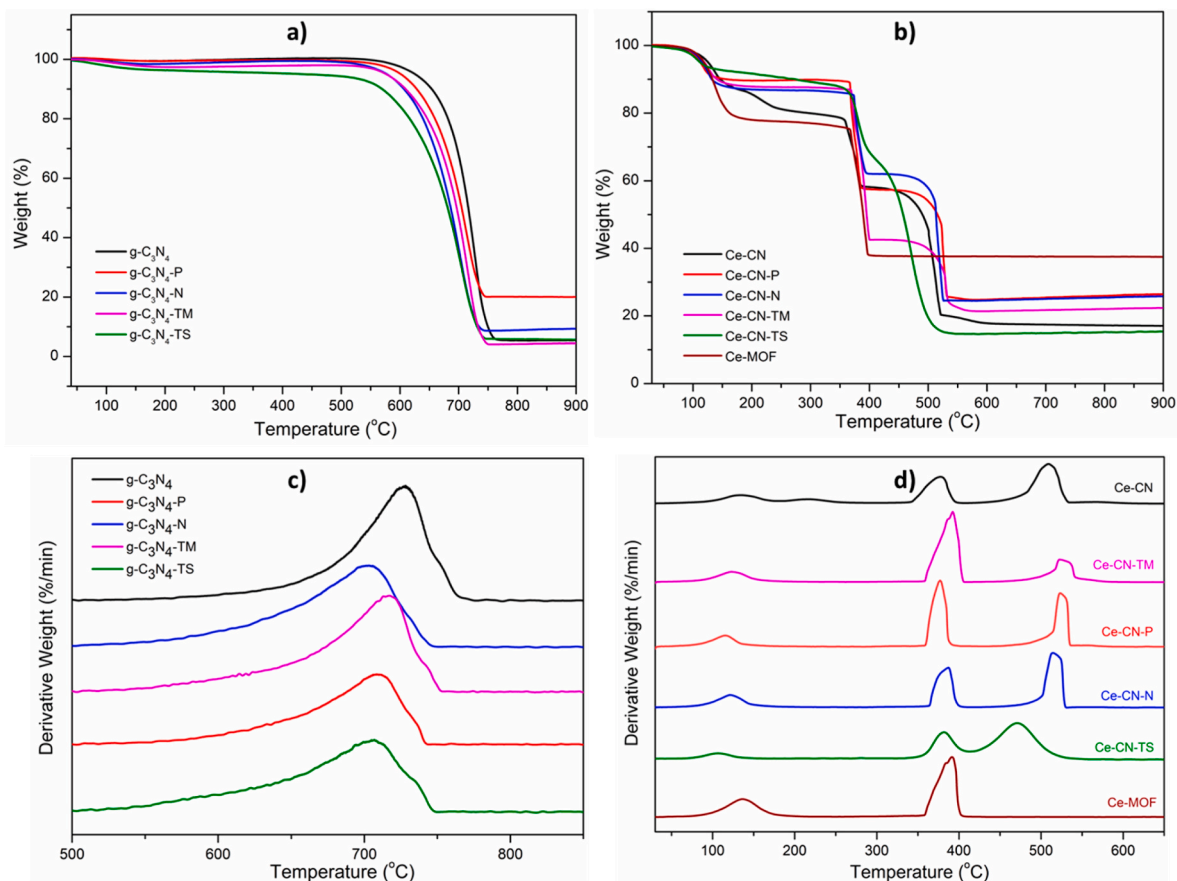 a)
Weight (%)
100
80
60
40
20
0
g-C₃N₄
g-C₃N₄-P
g-C₃N₄-N
g-C₃N₄-TM
g-C₃N₄-TS
100 200 300 400 500 600 700 800 900
Temperature (°C)
b)
Weight (%)
100
80
60
40
20
0
Ce-CN
Ce-CN-P
Ce-CN-N
Ce-CN-TM
Ce-CN-TS
Ce-MOF
100 200 300 400 500 600 700 800 900
Temperature (°C)
c)
Derivative Weight (%/min)
g-C₃N₄
g-C₃N₄-P
g-C₃N₄-N
g-C₃N₄-TM
g-C₃N₄-TS
500 600 700 800
Temperature (°C)
d)
Derivative Weight (%/min)
Ce-CN
Ce-CN-TM
Ce-CN-P
Ce-CN-N
Ce-CN-TS
Ce-MOF
100 200 300 400 500 600
Temperature (°C)